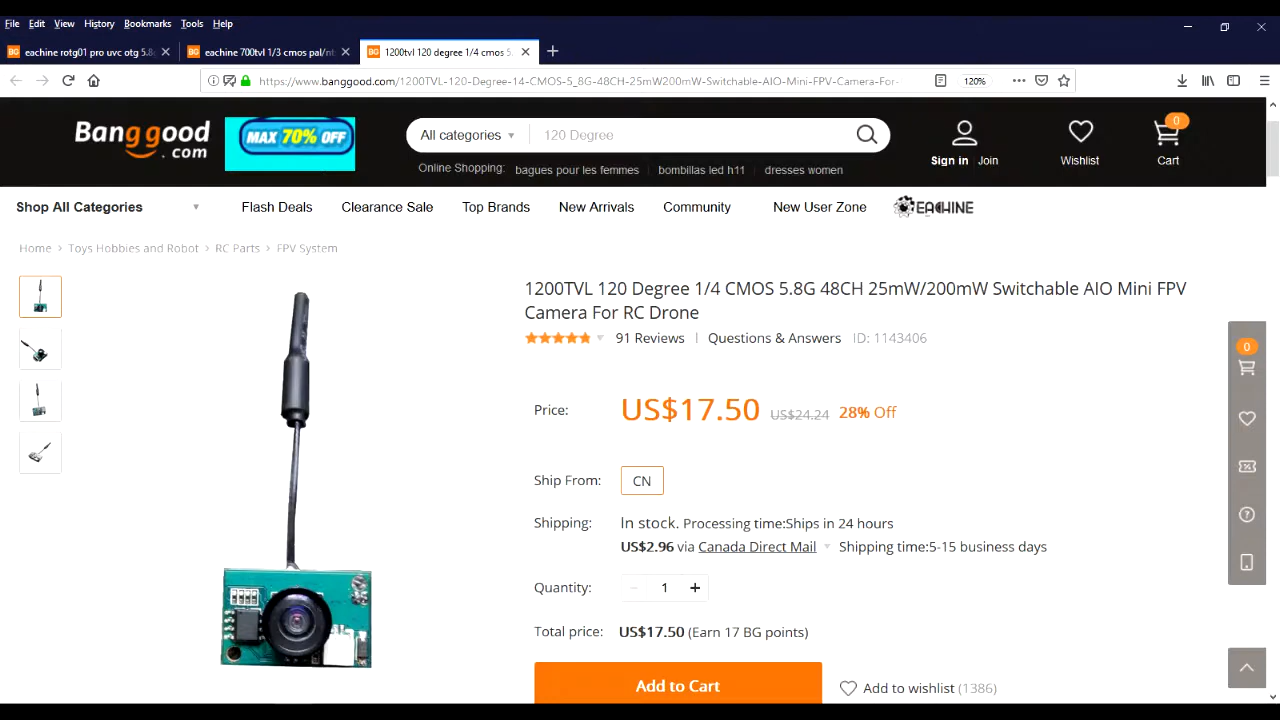 File Edit View History Bookmarks Tools Help
BG eachine rotg01 pro uvc otg 5.8g
BG eachine 700tvl 1/3 cmos pal/nt
BG 1200tvl 120 degree 1/4 cmos 5.
https://www.banggood.com/1200TVL-120-Degree-14-CMOS-5_8G-48CH-25mW200mW-Switchable-AIO-Mini-FPV-Camera-For-
120%
Banggood
.com
MAX 70% OFF
All categories
120 Degree
0
Sign in Join
Wishlist
Cart
Online Shopping: bagues pour les femmes bombillas led h11 dresses women
Shop All Categories
Flash Deals
Clearance Sale
Top Brands
New Arrivals
Community
New User Zone
EACHINE
Home > Toys Hobbies and Robot > RC Parts > FPV System
1200TVL 120 Degree 1/4 CMOS 5.8G 48CH 25mW/200mW Switchable AIO Mini FPV
Camera For RC Drone
91 Reviews | Questions & Answers ID: 1143406
Price: US$17.50 US$24.24 28% Off
Ship From: CN
Shipping: In stock. Processing time:Ships in 24 hours
US$2.96 via Canada Direct Mail Shipping time:5-15 business days
Quantity: − 1 +
Total price: US$17.50 (Earn 17 BG points)
Add to Cart
Add to wishlist (1386)
0